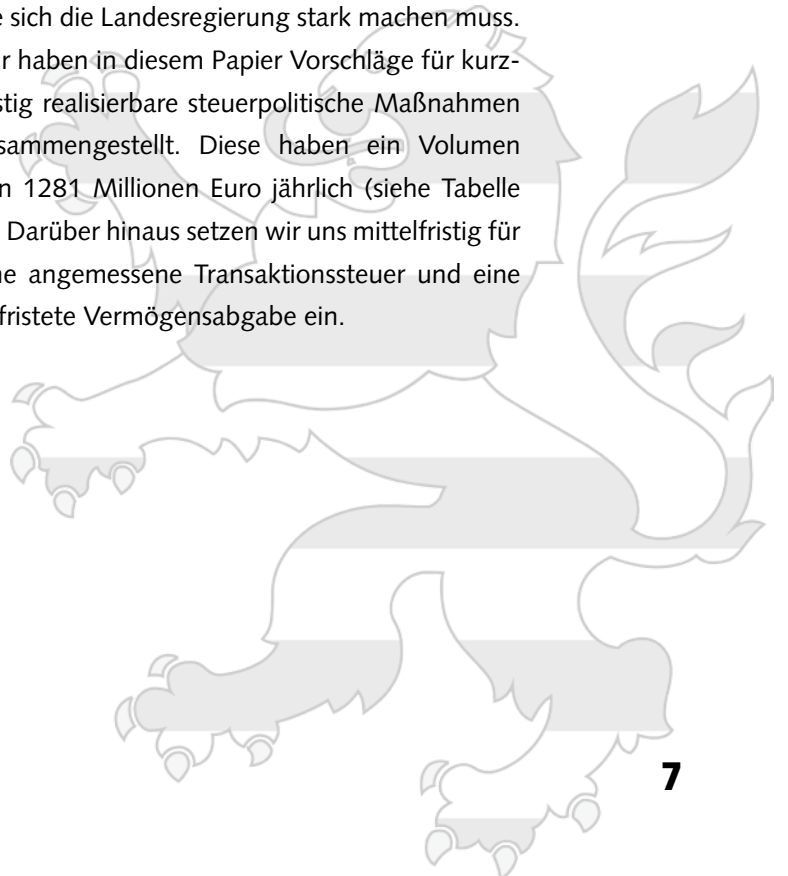 e sich die Landesregierung stark machen muss.
r haben in diesem Papier Vorschläge für kurz-
stig realisierbare steuerpolitische Maßnahmen
sammengestellt. Diese haben ein Volumen
n 1281 Millionen Euro jährlich (siehe Tabelle
Darüber hinaus setzen wir uns mittelfristig für
ne angemessene Transaktionssteuer und eine
fristete Vermögensabgabe ein.
7